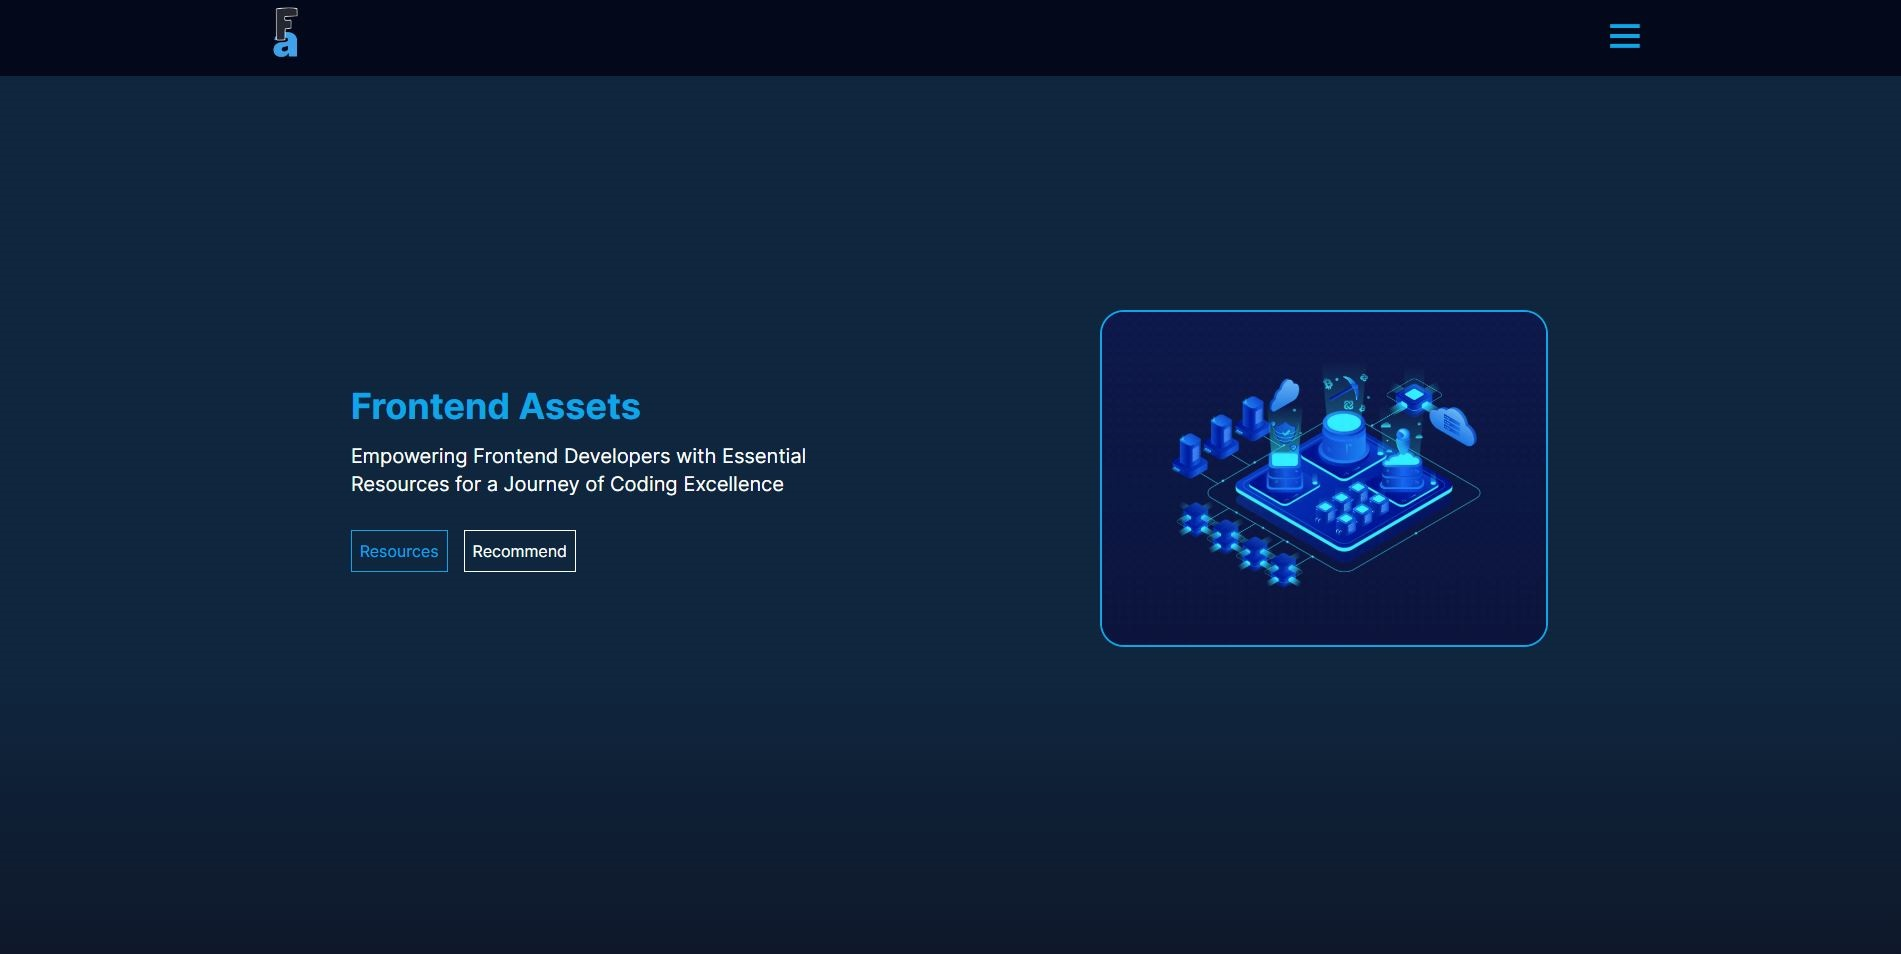 Fa
Frontend Assets
Empowering Frontend Developers with Essential
Resources for a Journey of Coding Excellence
Resources
Recommend